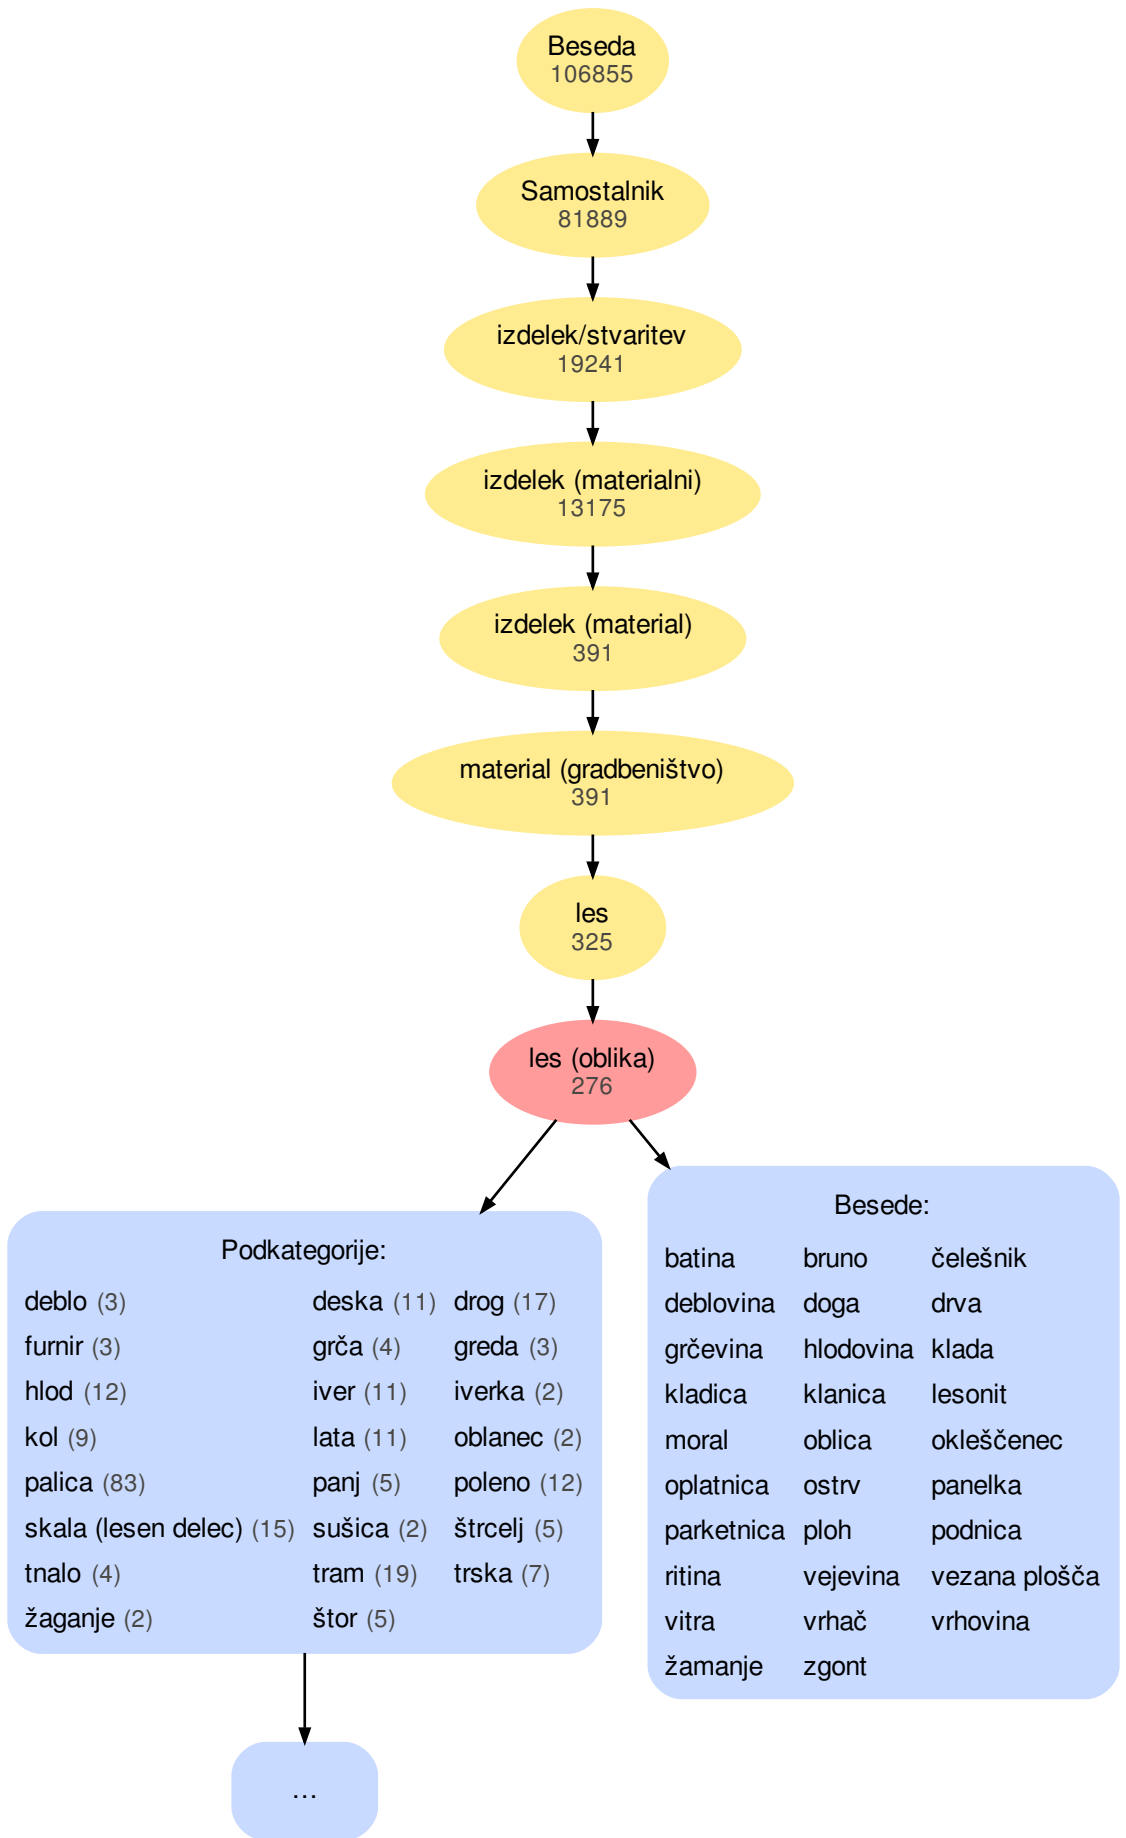 Beseda
106855
Samostalnik
81889
izdelek/stvaritev
19241
izdelek (materialni)
13175
izdelek (material)
391
material (gradbeništvo)
391
les
325
les (oblika)
276
Podkategorije:
deblo (3) deska (11) drog (17)
furnir (3) grča (4) greda (3)
hlod (12) iver (11) iverka (2)
kol (9) lata (11) oblanec (2)
palica (83) panj (5) poleno (12)
skala (lesen delec) (15) sušica (2) štrcelj (5)
tnalo (4) tram (19) trska (7)
žaganje (2) štor (5)
Besede:
batina bruno čelešnik
deblovina doga drva
grčevina hlodovina klada
kladica klanica lesonit
moral oblica okleščenec
oplatnica ostrv panelka
parketnica ploh podnica
ritina vejevina vezana plošča
vitra vrhač vrhovina
žamanje zgont
...